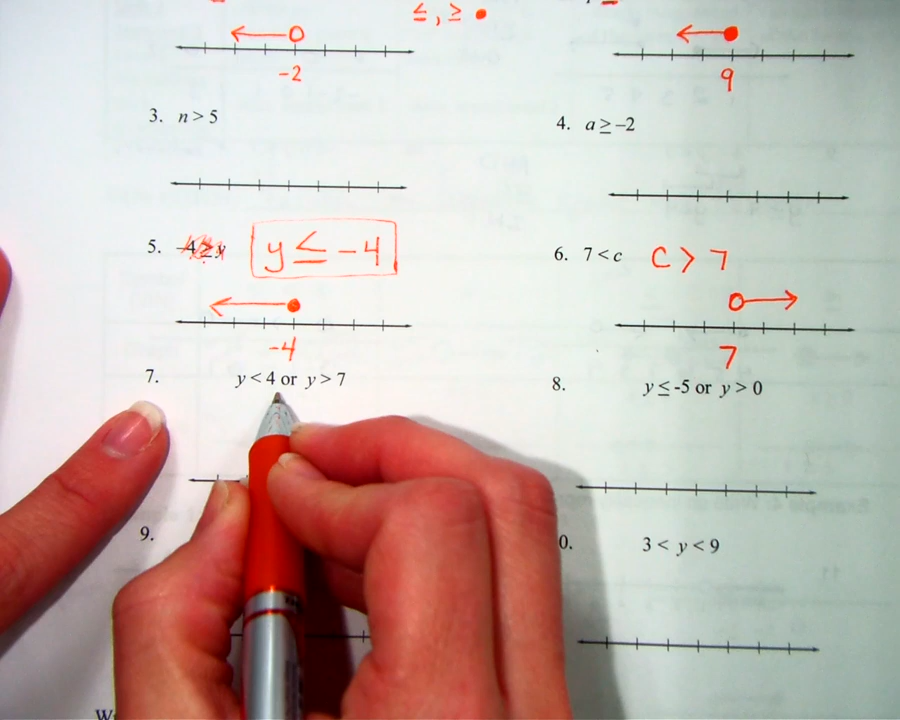 ≤, ≥ •
-2
9
3. n > 5
4. a ≥ -2
5. -4 ≥ y y ≤ -4
6. 7 < c C > 7
-4
7
7. y < 4 or y > 7
8. y ≤ -5 or y > 0
9.
0. 3 < y < 9